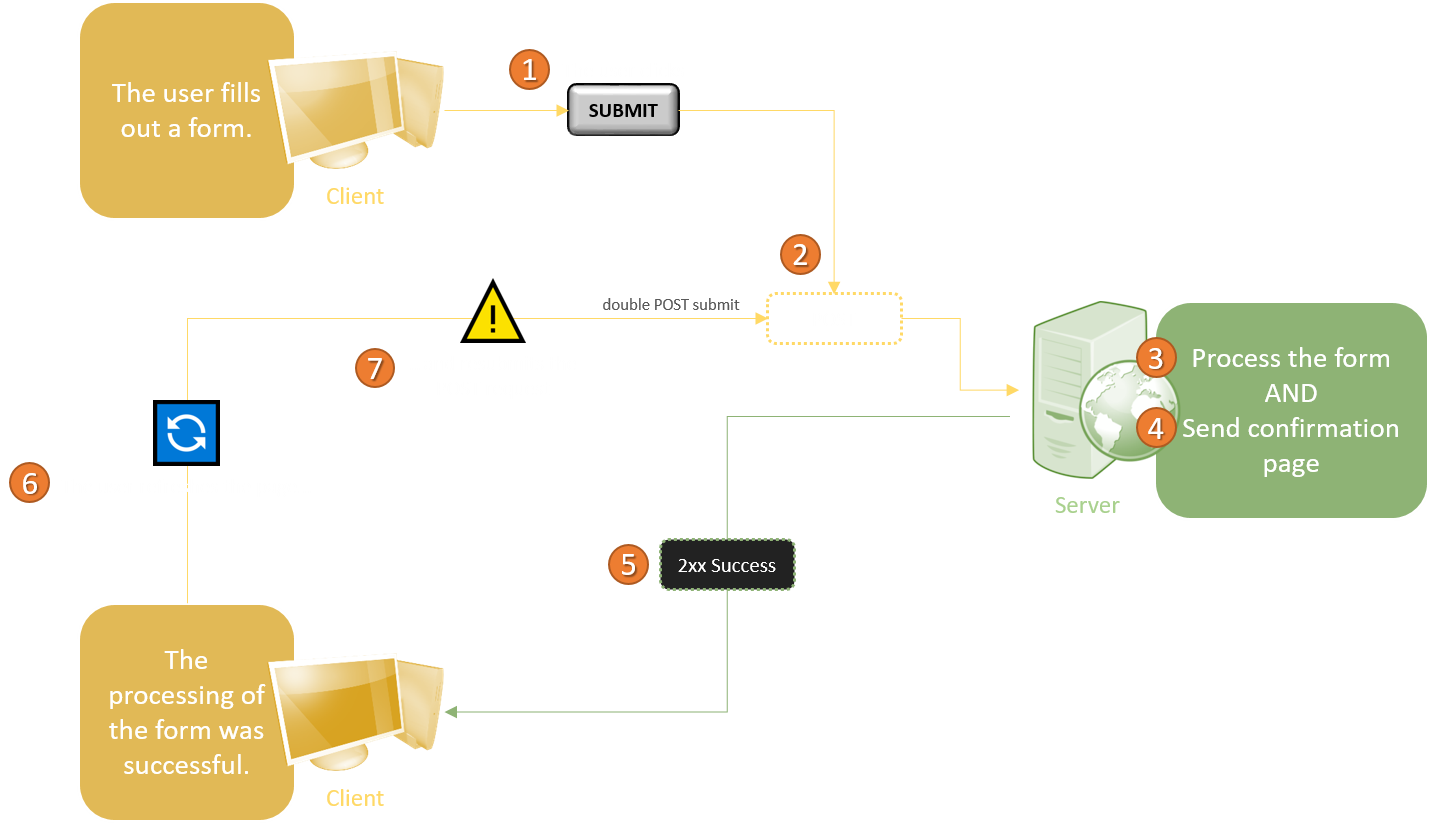 The user fills
out a form.
Client
1
SUBMIT
2
double POST submit
7
3
Process the form
AND
4
Send confirmation
page
Server
6
5
2xx Success
The
processing of
the form was
successful.
Client